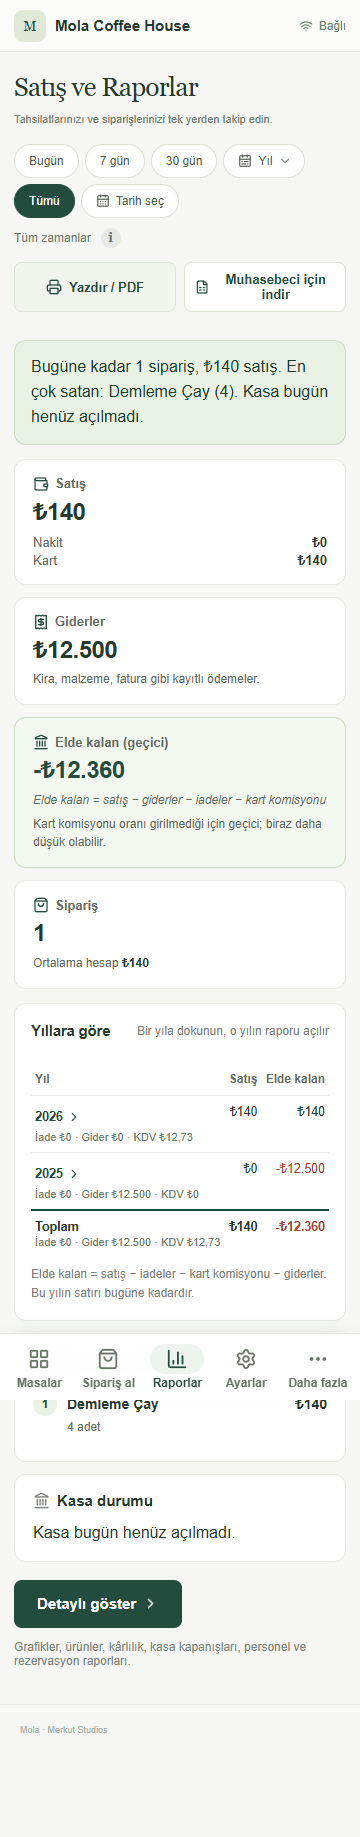 M Mola Coffee House Bağlı
Satış ve Raporlar
Tahsilatlarınızı ve siparişlerinizi tek yerden takip edin.
Bugün 7 gün 30 gün Yıl
Tümü Tarih seç
Tüm zamanlar i
Yazdır / PDF
Muhasebeci için
indir
Bugüne kadar 1 sipariş, ₺140 satış. En
çok satan: Demleme Çay (4). Kasa bugün
henüz açılmadı.
Satış
₺140
Nakit ₺0
Kart ₺140
Giderler
₺12.500
Kira, malzeme, fatura gibi kayıtlı ödemeler.
Elde kalan (geçici)
-₺12.360
Elde kalan = satış − giderler − iadeler − kart komisyonu
Kart komisyonu oranı girilmediği için geçici; biraz daha
düşük olabilir.
Sipariş
1
Ortalama hesap ₺140
Yıllara göre Bir yıla dokunun, o yılın raporu açılır
Yıl Satış Elde kalan
2026 ₺140 ₺140
İade ₺0 · Gider ₺0 · KDV ₺12,73
2025 ₺0 -₺12.500
İade ₺0 · Gider ₺12.500 · KDV ₺0
Toplam ₺140 -₺12.360
İade ₺0 · Gider ₺12.500 · KDV ₺12,73
Elde kalan = satış − iadeler − kart komisyonu − giderler.
Bu yılın satırı bugüne kadardır.
Masalar Sipariş al Raporlar Ayarlar Daha fazla
1 Demleme Çay ₺140
4 adet
Kasa durumu
Kasa bugün henüz açılmadı.
Detaylı göster
Grafikler, ürünler, kârlılık, kasa kapanışları, personel ve
rezervasyon raporları.
Mola · Merkut Studios